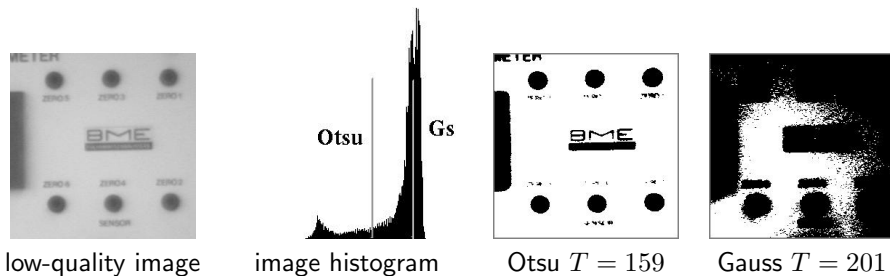 METER
ZERO 5 ZERO 3 ZERO 1
BME
ZERO 6 ZERO 4 ZERO 2
SENSOR
Otsu
Gs
METER
BME
low-quality image
image histogram
Otsu T = 159
Gauss T = 201